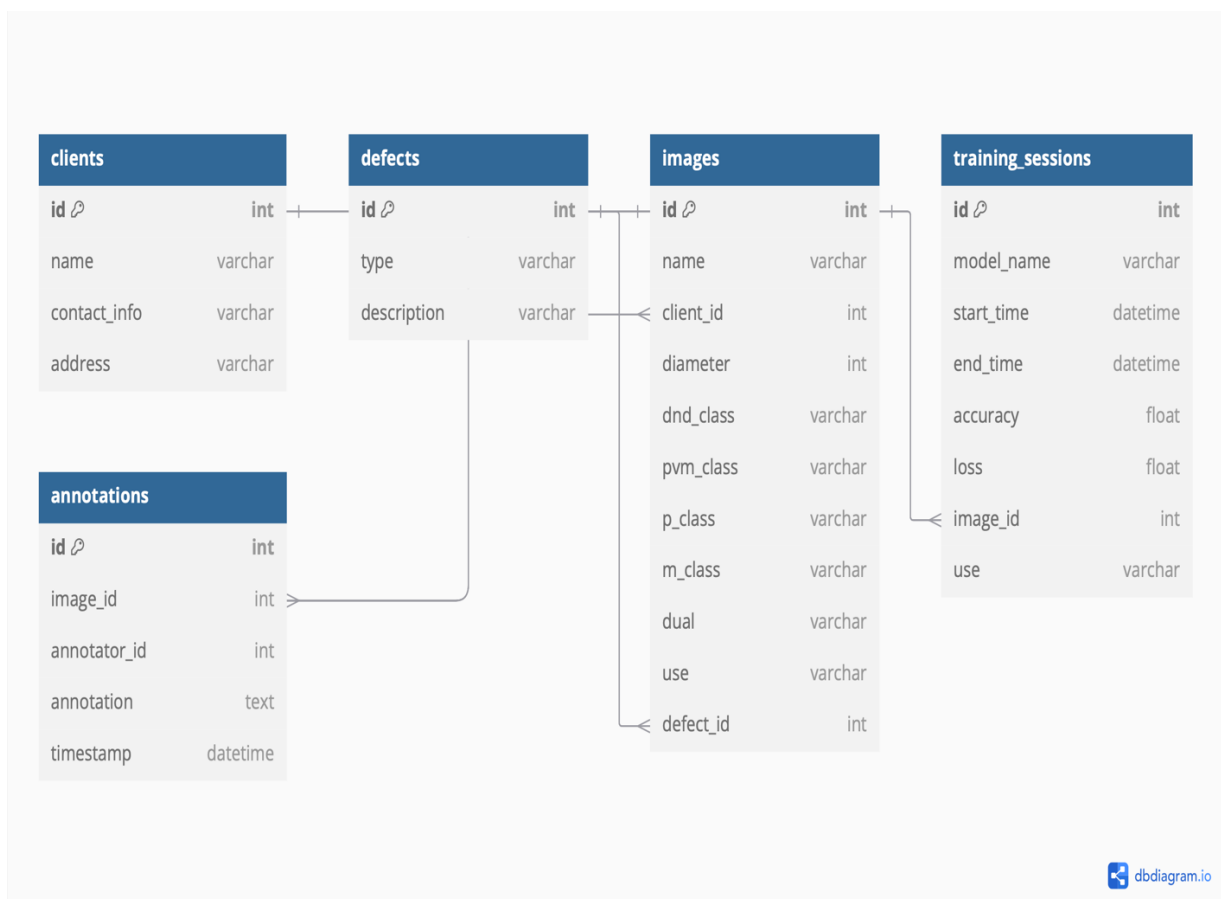 clients
id int
name varchar
contact_info varchar
address varchar
defects
id int
type varchar
description varchar
images
id int
name varchar
client_id int
diameter int
dnd_class varchar
pvm_class varchar
p_class varchar
m_class varchar
dual varchar
use varchar
defect_id int
training_sessions
id int
model_name varchar
start_time datetime
end_time datetime
accuracy float
loss float
image_id int
use varchar
annotations
id int
image_id int
annotator_id int
annotation text
timestamp datetime
dbdiagram.io